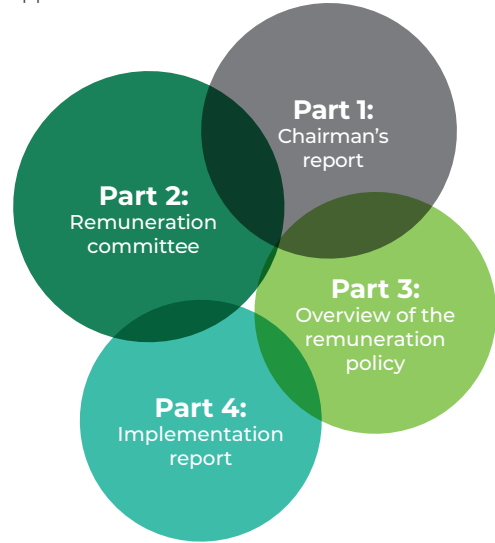 Part 1:
Chairman's
report
Part 2:
Remuneration
committee
Part 3:
Overview of the
remuneration
policy
Part 4:
Implementation
report